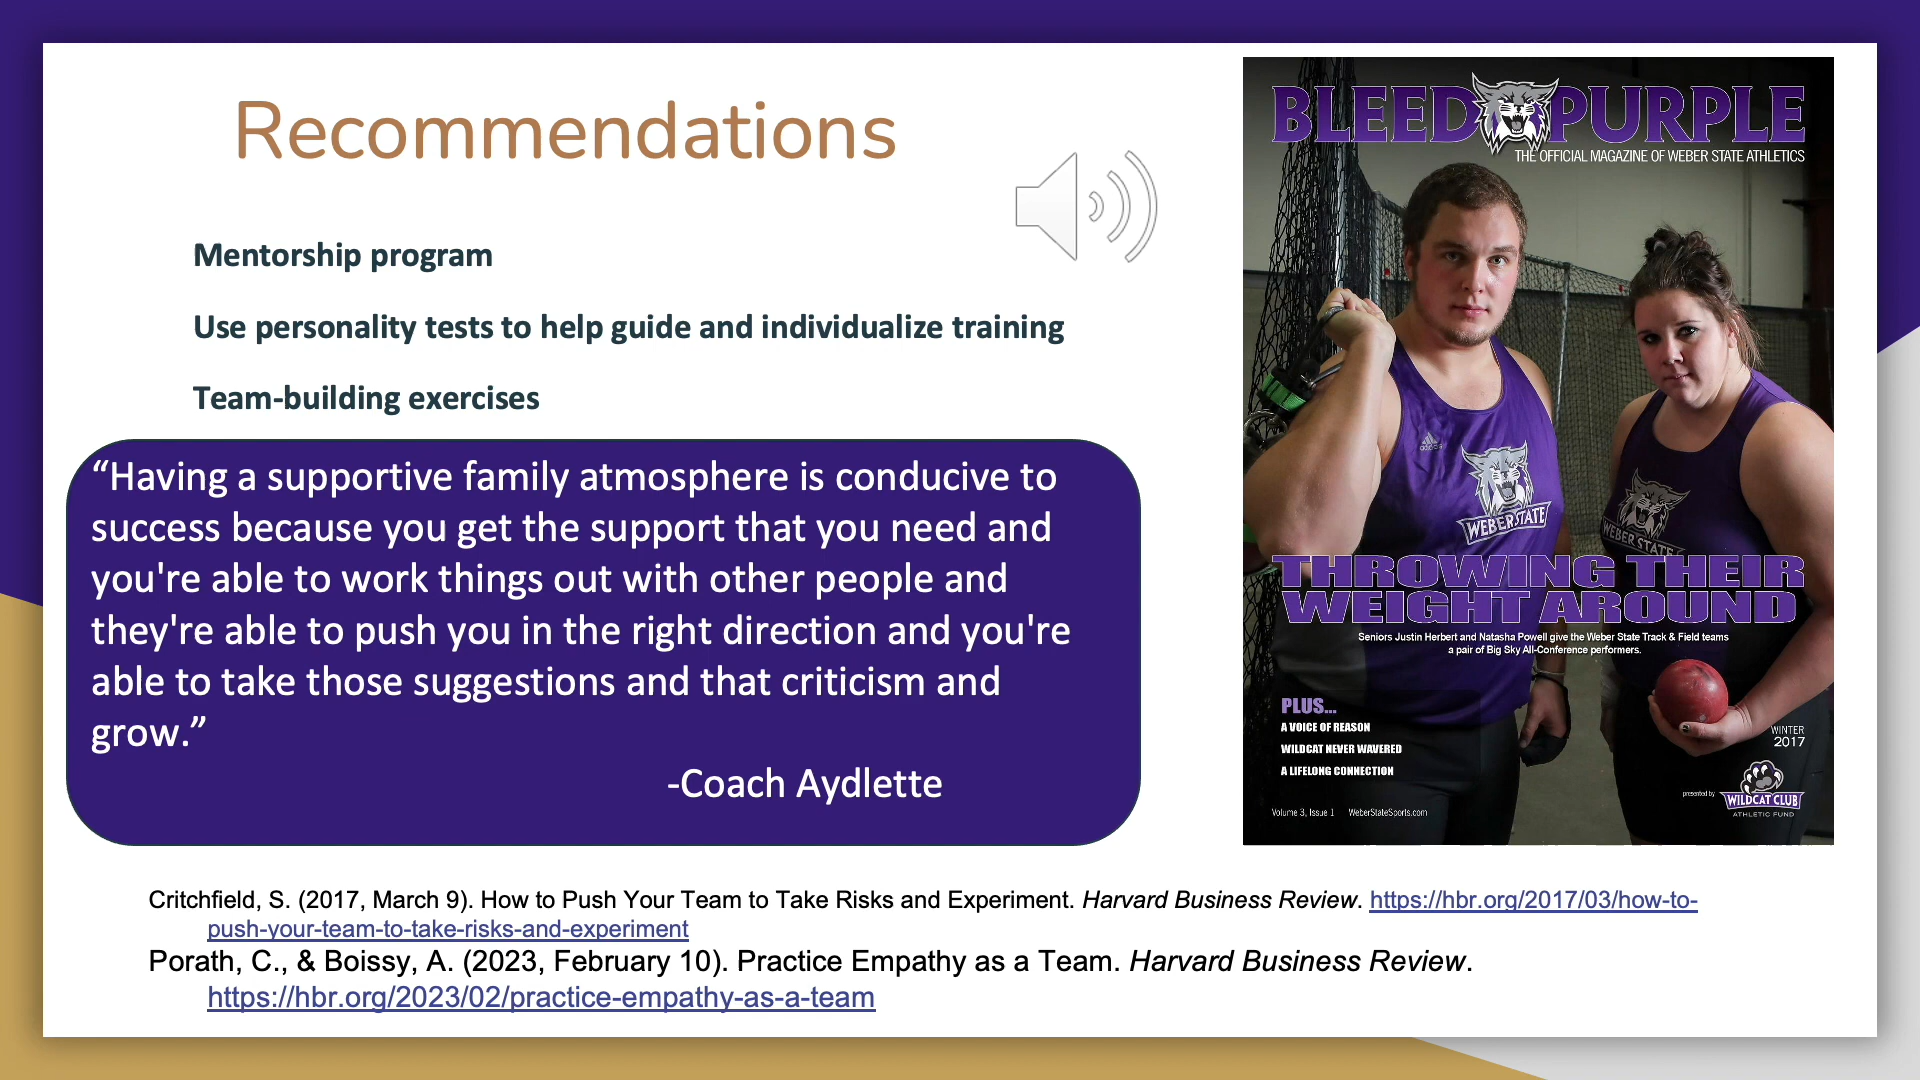 Recommendations
Mentorship program
Use personality tests to help guide and individualize training
Team-building exercises
“Having a supportive family atmosphere is conducive to
success because you get the support that you need and
you're able to work things out with other people and
they're able to push you in the right direction and you're
able to take those suggestions and that criticism and
grow.”
-Coach Aydlette
BLEED PURPLE
THE OFFICIAL MAGAZINE OF WEBER STATE ATHLETICS
adidas
WEBER STATE
WEBER STATE
THROWING THEIR
WEIGHT AROUND
Seniors Justin Herbert and Natasha Powell give the Weber State Track & Field teams
a pair of Big Sky All-Conference performers.
PLUS...
A VOICE OF REASON
WILDCAT NEVER WAVERED
A LIFELONG CONNECTION
WINTER
2017
presented by
WILDCAT CLUB
ATHLETIC FUND
Volume 3, Issue 1 WeberStateSports.com
Critchfield, S. (2017, March 9). How to Push Your Team to Take Risks and Experiment. Harvard Business Review. https://hbr.org/2017/03/how-to-
push-your-team-to-take-risks-and-experiment
Porath, C., & Boissy, A. (2023, February 10). Practice Empathy as a Team. Harvard Business Review.
https://hbr.org/2023/02/practice-empathy-as-a-team